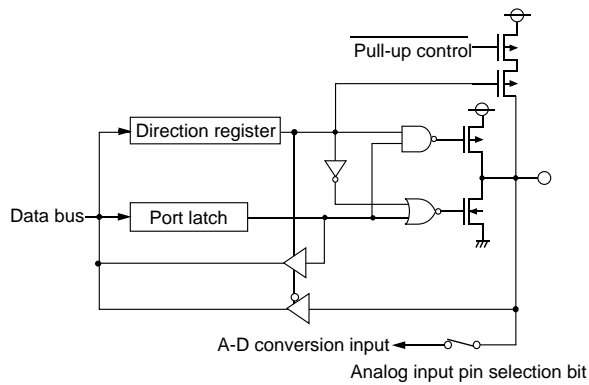 Pull-up control
Direction register
Data bus
Port latch
A-D conversion input
Analog input pin selection bit